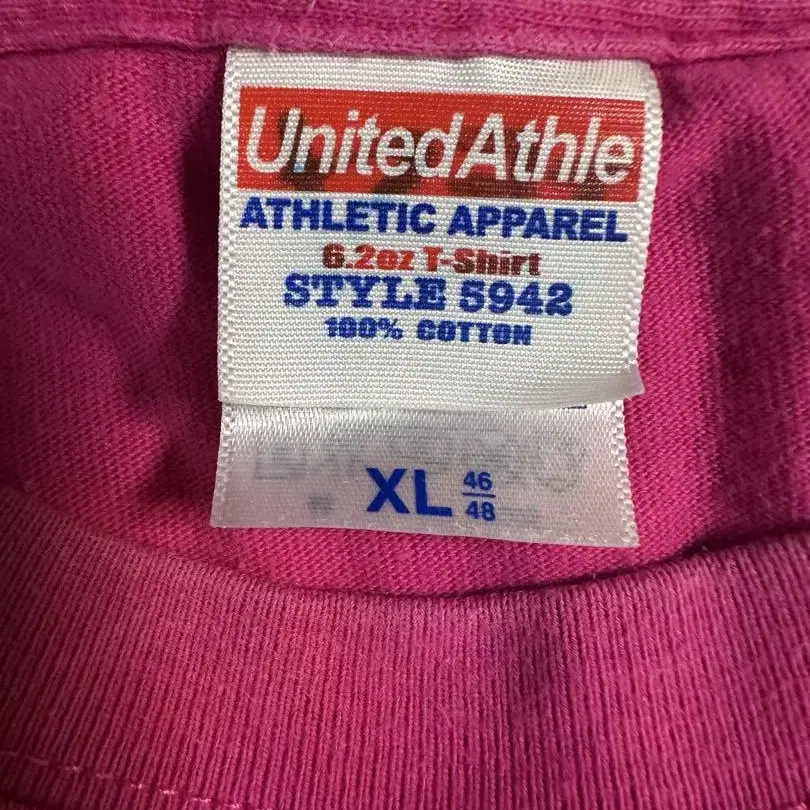 UnitedAthle
ATHLETIC APPAREL
6.2oz T-Shirt
STYLE 5942
100% COTTON
XL 46/48